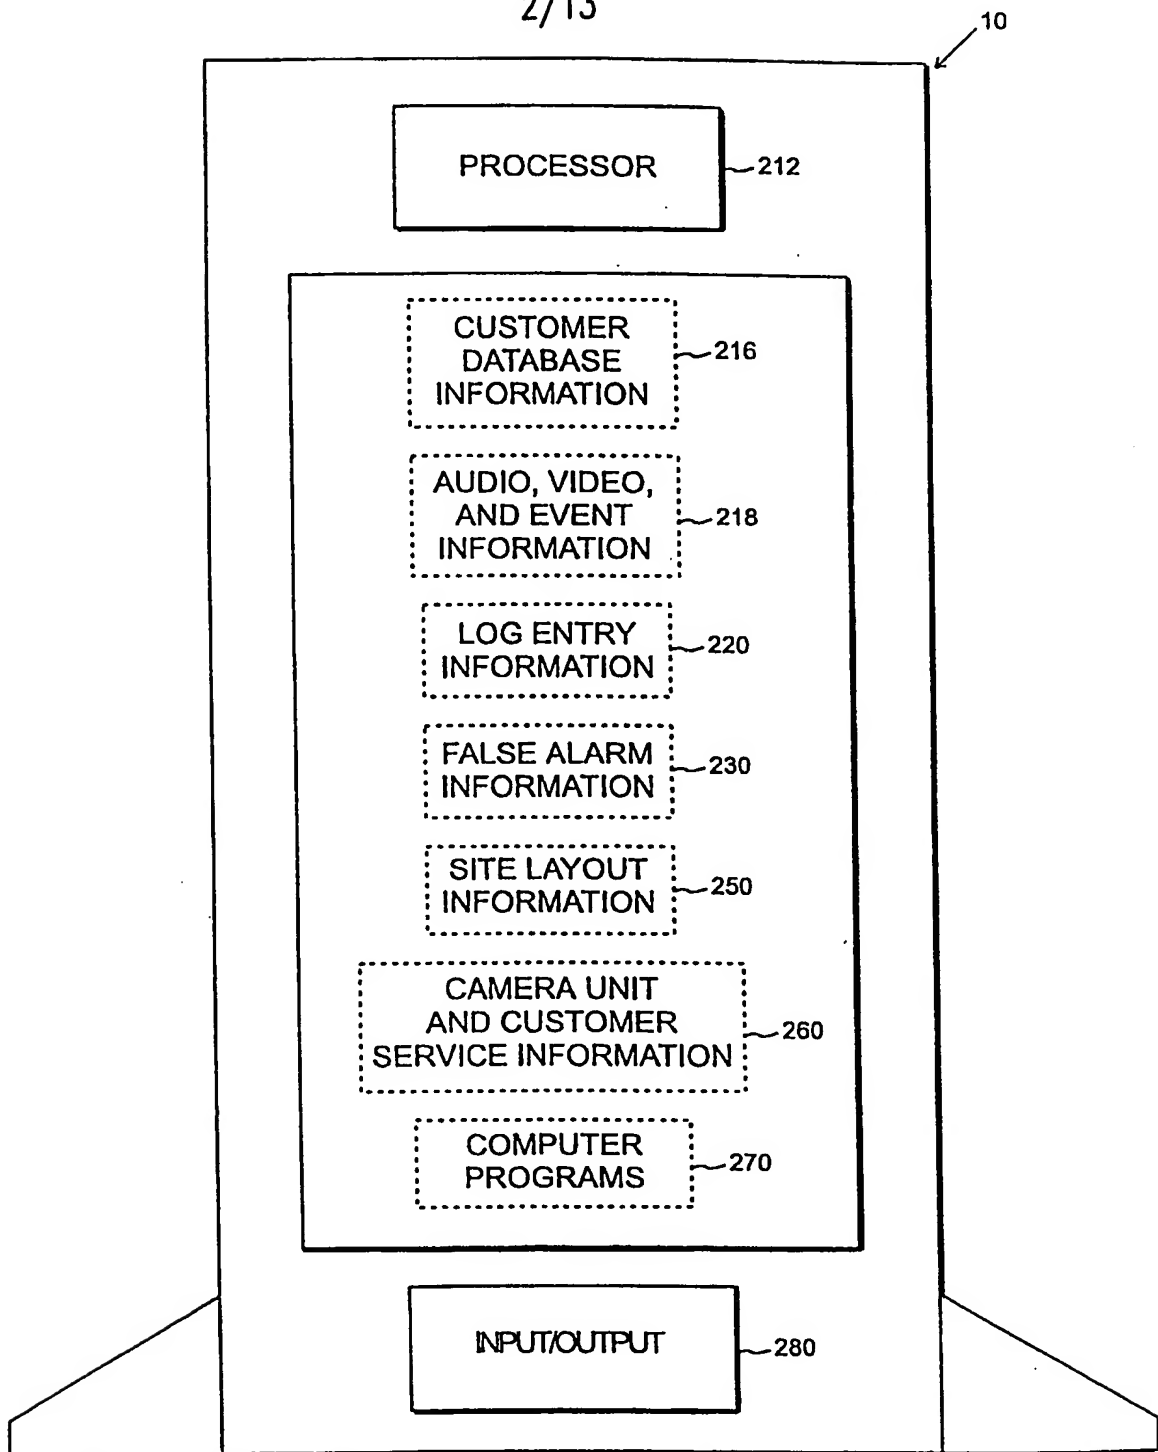 2/13
10
PROCESSOR
212
CUSTOMER
DATABASE
INFORMATION
216
AUDIO, VIDEO,
AND EVENT
INFORMATION
218
LOG ENTRY
INFORMATION
220
FALSE ALARM
INFORMATION
230
SITE LAYOUT
INFORMATION
250
CAMERA UNIT
AND CUSTOMER
SERVICE INFORMATION
260
COMPUTER
PROGRAMS
270
INPUT/OUTPUT
280